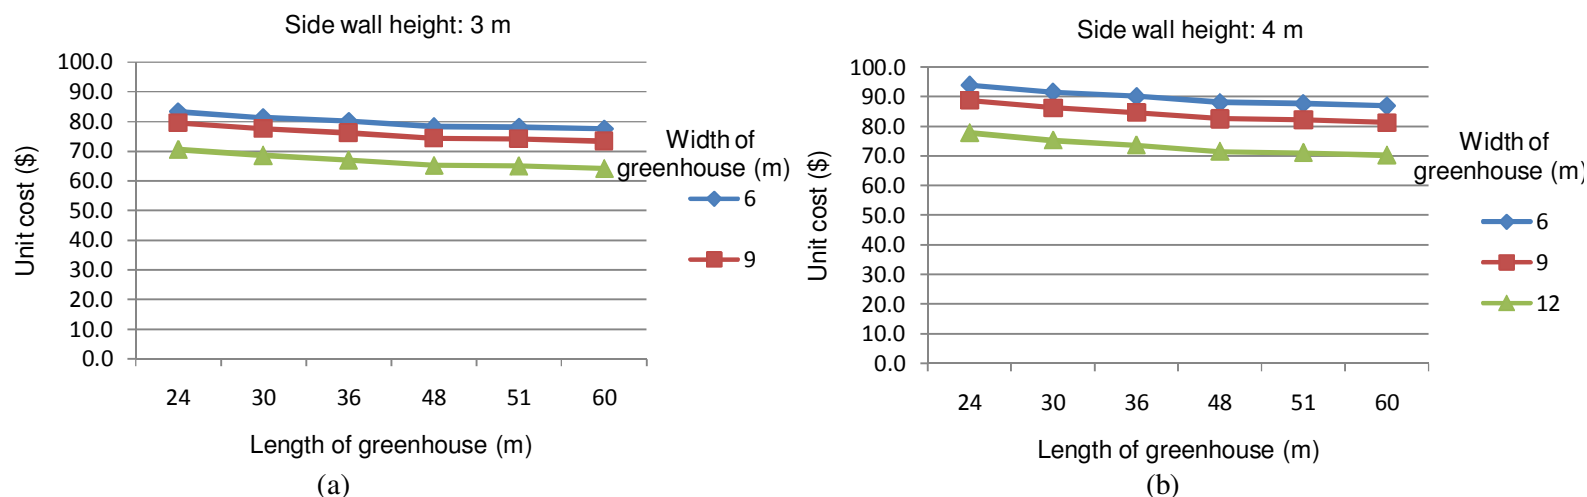 Side wall height: 3 m
100.0
90.0
80.0
70.0
60.0
50.0
40.0
30.0
20.0
10.0
0.0
Unit cost ($)
24 30 36 48 51 60
Length of greenhouse (m)
Width of
greenhouse (m)
6
9
(a)
Side wall height: 4 m
100.0
90.0
80.0
70.0
60.0
50.0
40.0
30.0
20.0
10.0
0.0
Unit cost ($)
24 30 36 48 51 60
Length of greenhouse (m)
Width of
greenhouse (m)
6
9
12
(b)